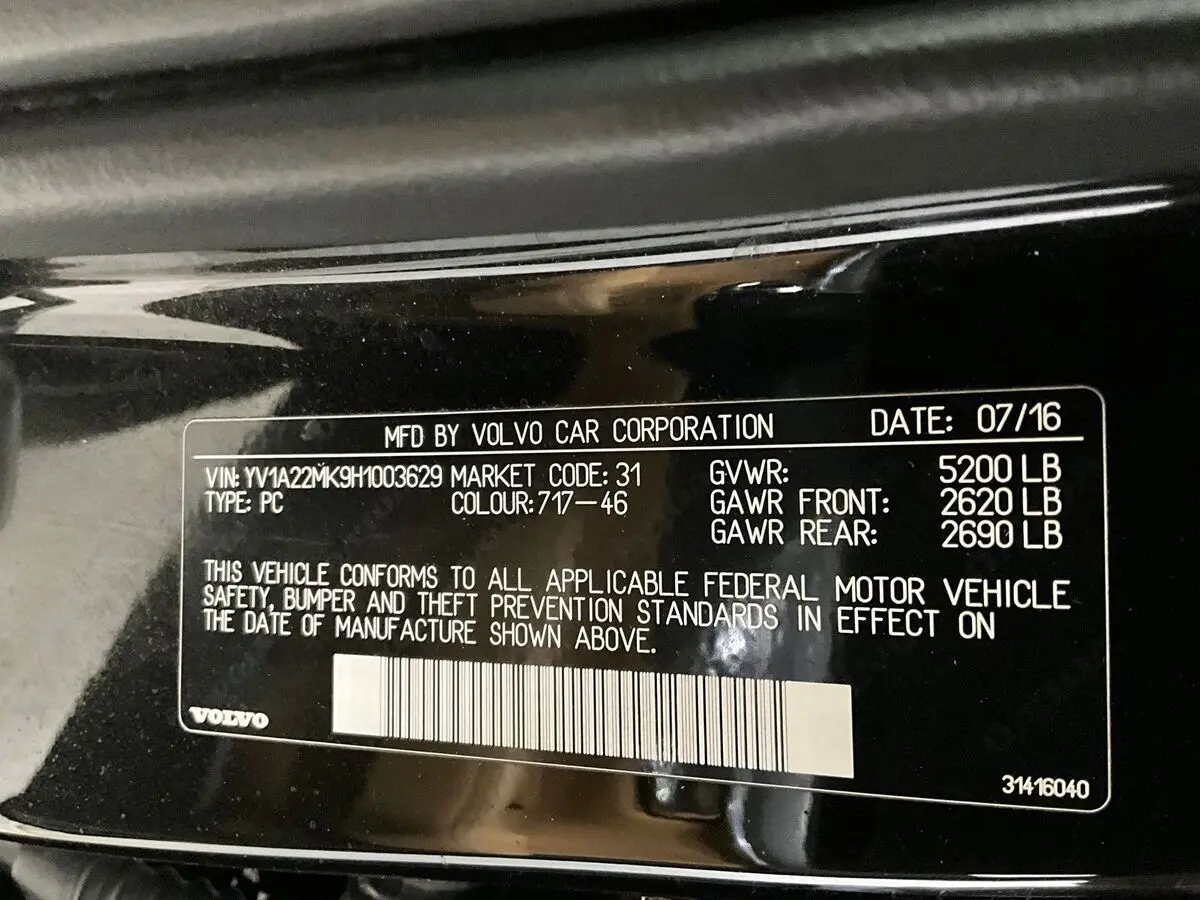 MFD BY VOLVO CAR CORPORATION DATE: 07/16
VIN: YV1A22MK9H1003629 MARKET CODE: 31 GVWR: 5200 LB
TYPE: PC COLOUR: 717-46 GAWR FRONT: 2620 LB
GAWR REAR: 2690 LB
THIS VEHICLE CONFORMS TO ALL APPLICABLE FEDERAL MOTOR VEHICLE
SAFETY, BUMPER AND THEFT PREVENTION STANDARDS IN EFFECT ON
THE DATE OF MANUFACTURE SHOWN ABOVE.
VOLVO
31416040